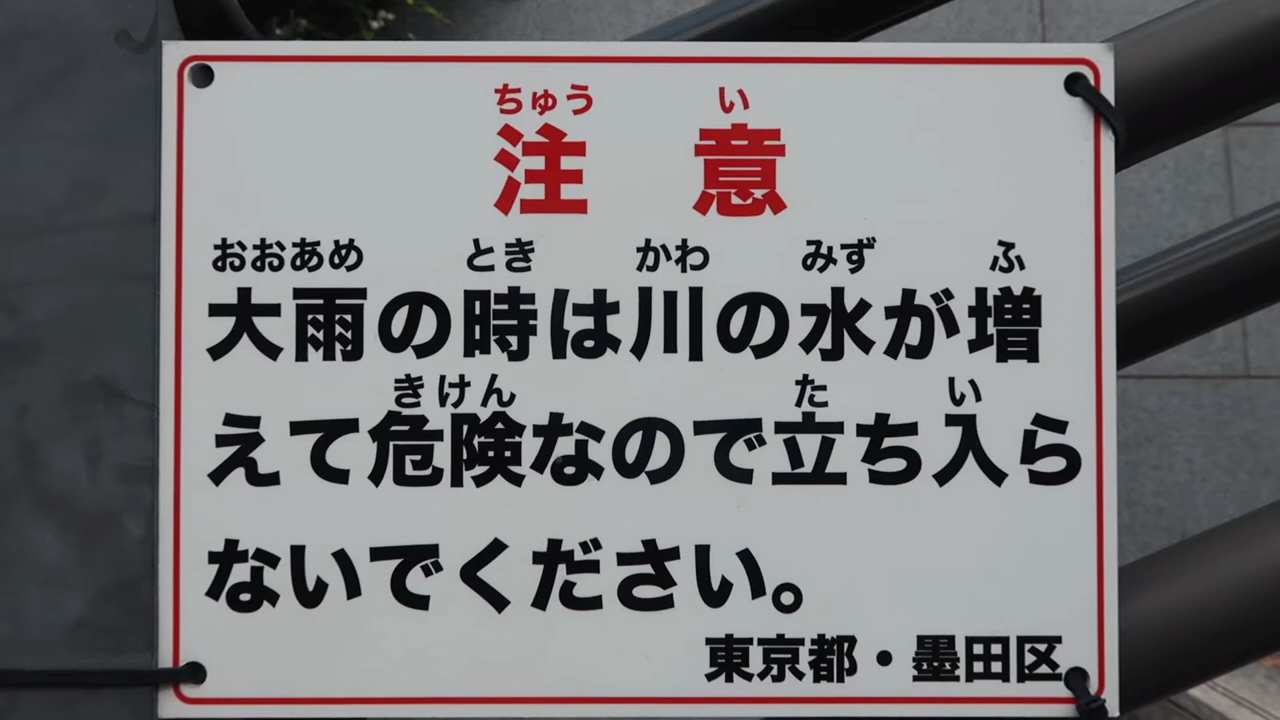 ちゅう い
注 意
おおあめ とき かわ みず ふ
大雨の時は川の水が増
きけん た い
えて危険なので立ち入ら
ないでください。
東京都・墨田区